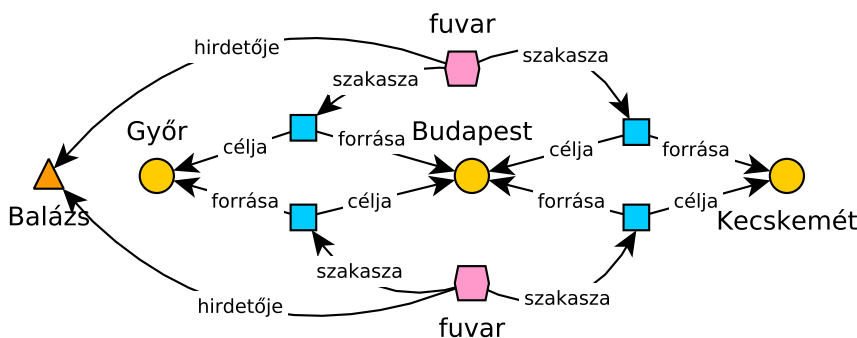 fuvar
hirdetője
szakasza
szakasza
Győr
Budapest
célja
forrása
célja
forrása
forrása
célja
forrása
célja
Balázs
Kecskemét
szakasza
hirdetője
szakasza
fuvar